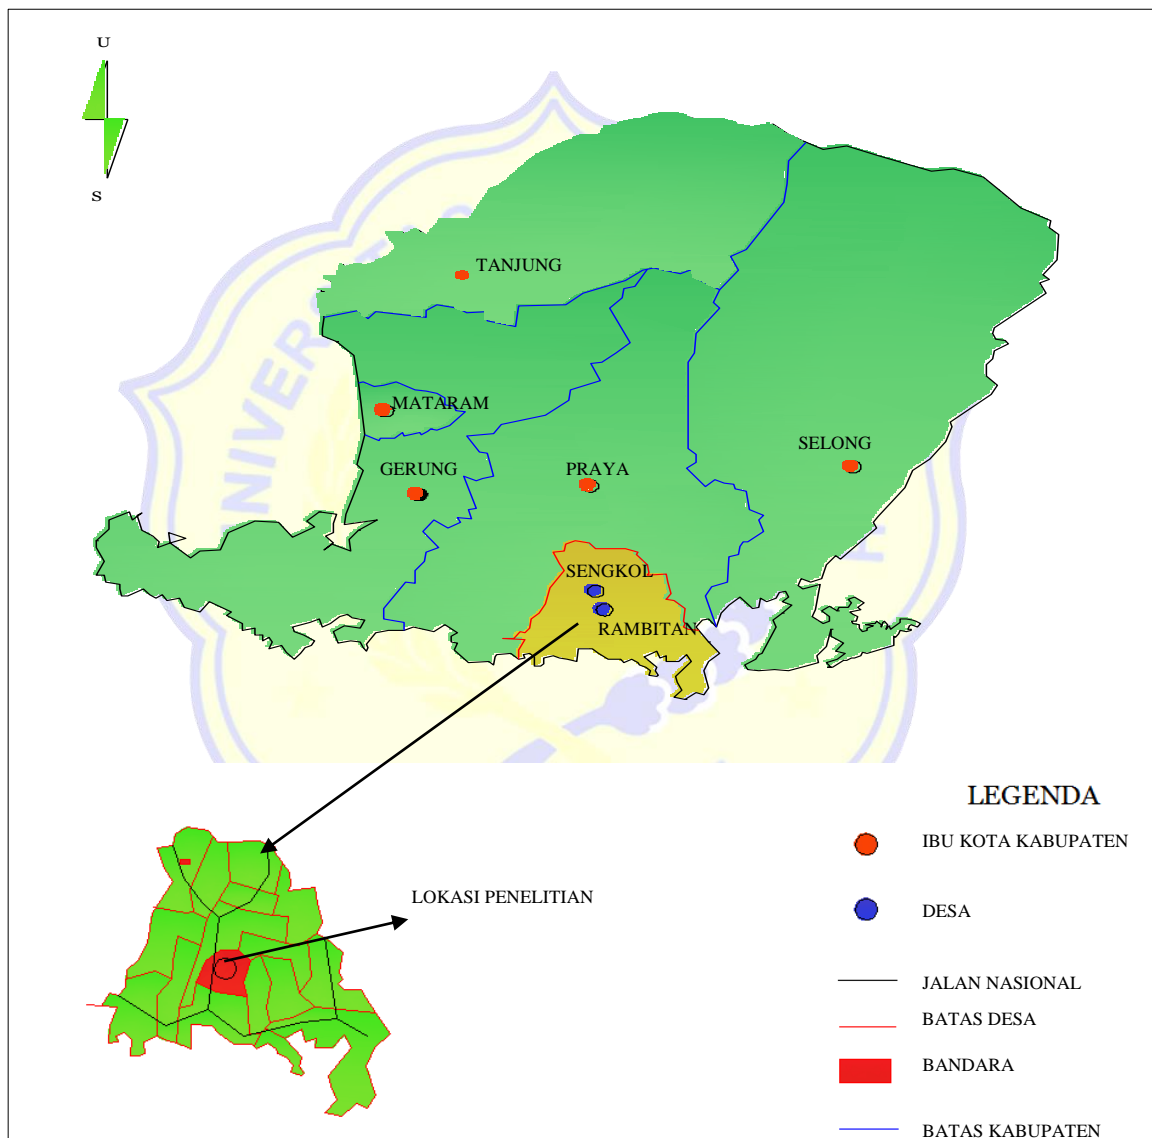 U
S
TANJUNG
MATARAM
GERUNG
PRAYA
SELONG
SENGKOL
RAMBITAN
LOKASI PENELITIAN
LEGENDA
IBU KOTA KABUPATEN
DESA
JALAN NASIONAL
BATAS DESA
BANDARA
BATAS KABUPATEN